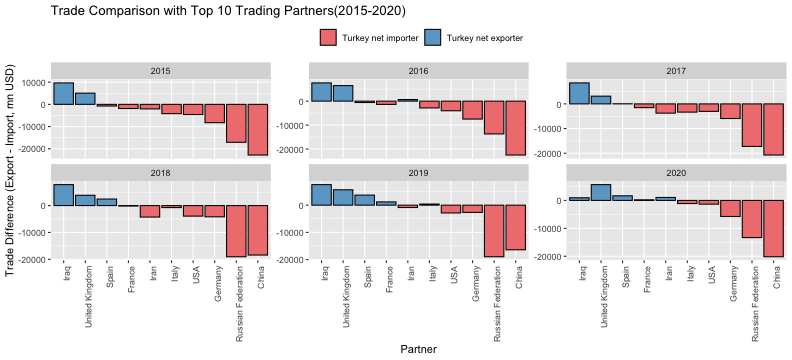 Trade Comparison with Top 10 Trading Partners(2015-2020)
Turkey net importer Turkey net exporter
Trade Difference (Export - Import, mn USD)
2015 2016 2017
10000
0
-10000
-20000
0
-10000
-20000
0
-10000
-20000
2018 2019 2020
0
-10000
-20000
0
-10000
-20000
0
-10000
-20000
Iraq United Kingdom Spain France Iran Italy USA Germany Russian Federation China
Iraq United Kingdom Spain France Iran Italy USA Germany Russian Federation China
Iraq United Kingdom Spain France Iran Italy USA Germany Russian Federation China
Partner